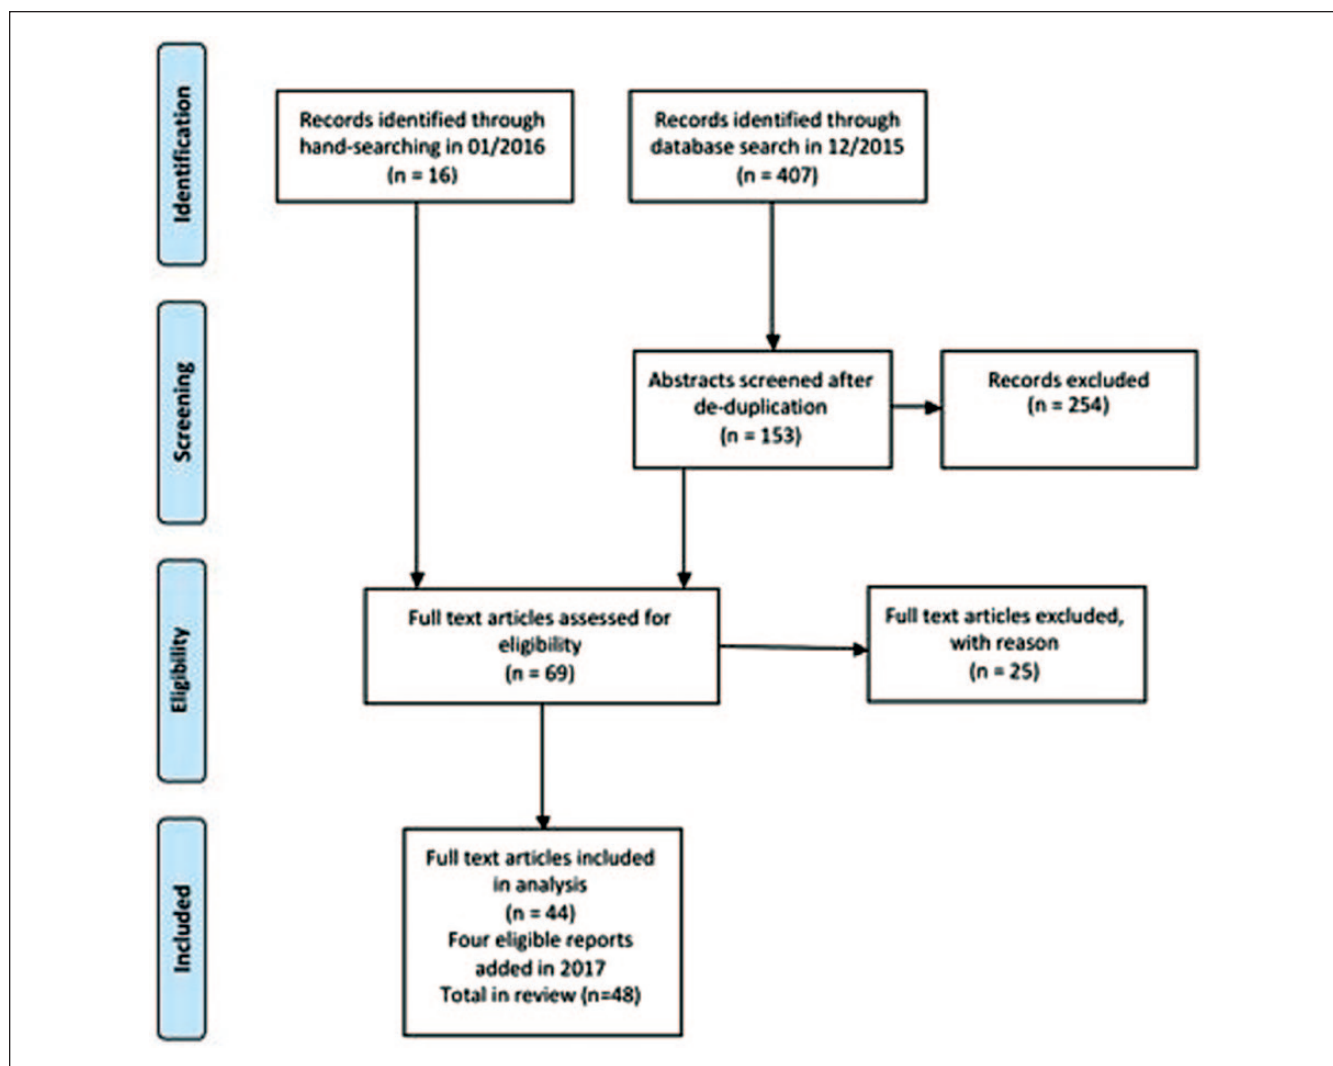 Identification
Records identified through
hand-searching in 01/2016
(n = 16)
Records identified through
database search in 12/2015
(n = 407)
Screening
Abstracts screened after
de-duplication
(n = 153)
Records excluded
(n = 254)
Eligibility
Full text articles assessed for
eligibility
(n = 69)
Full text articles excluded,
with reason
(n = 25)
Included
Full text articles included
in analysis
(n = 44)
Four eligible reports
added in 2017
Total in review (n=48)